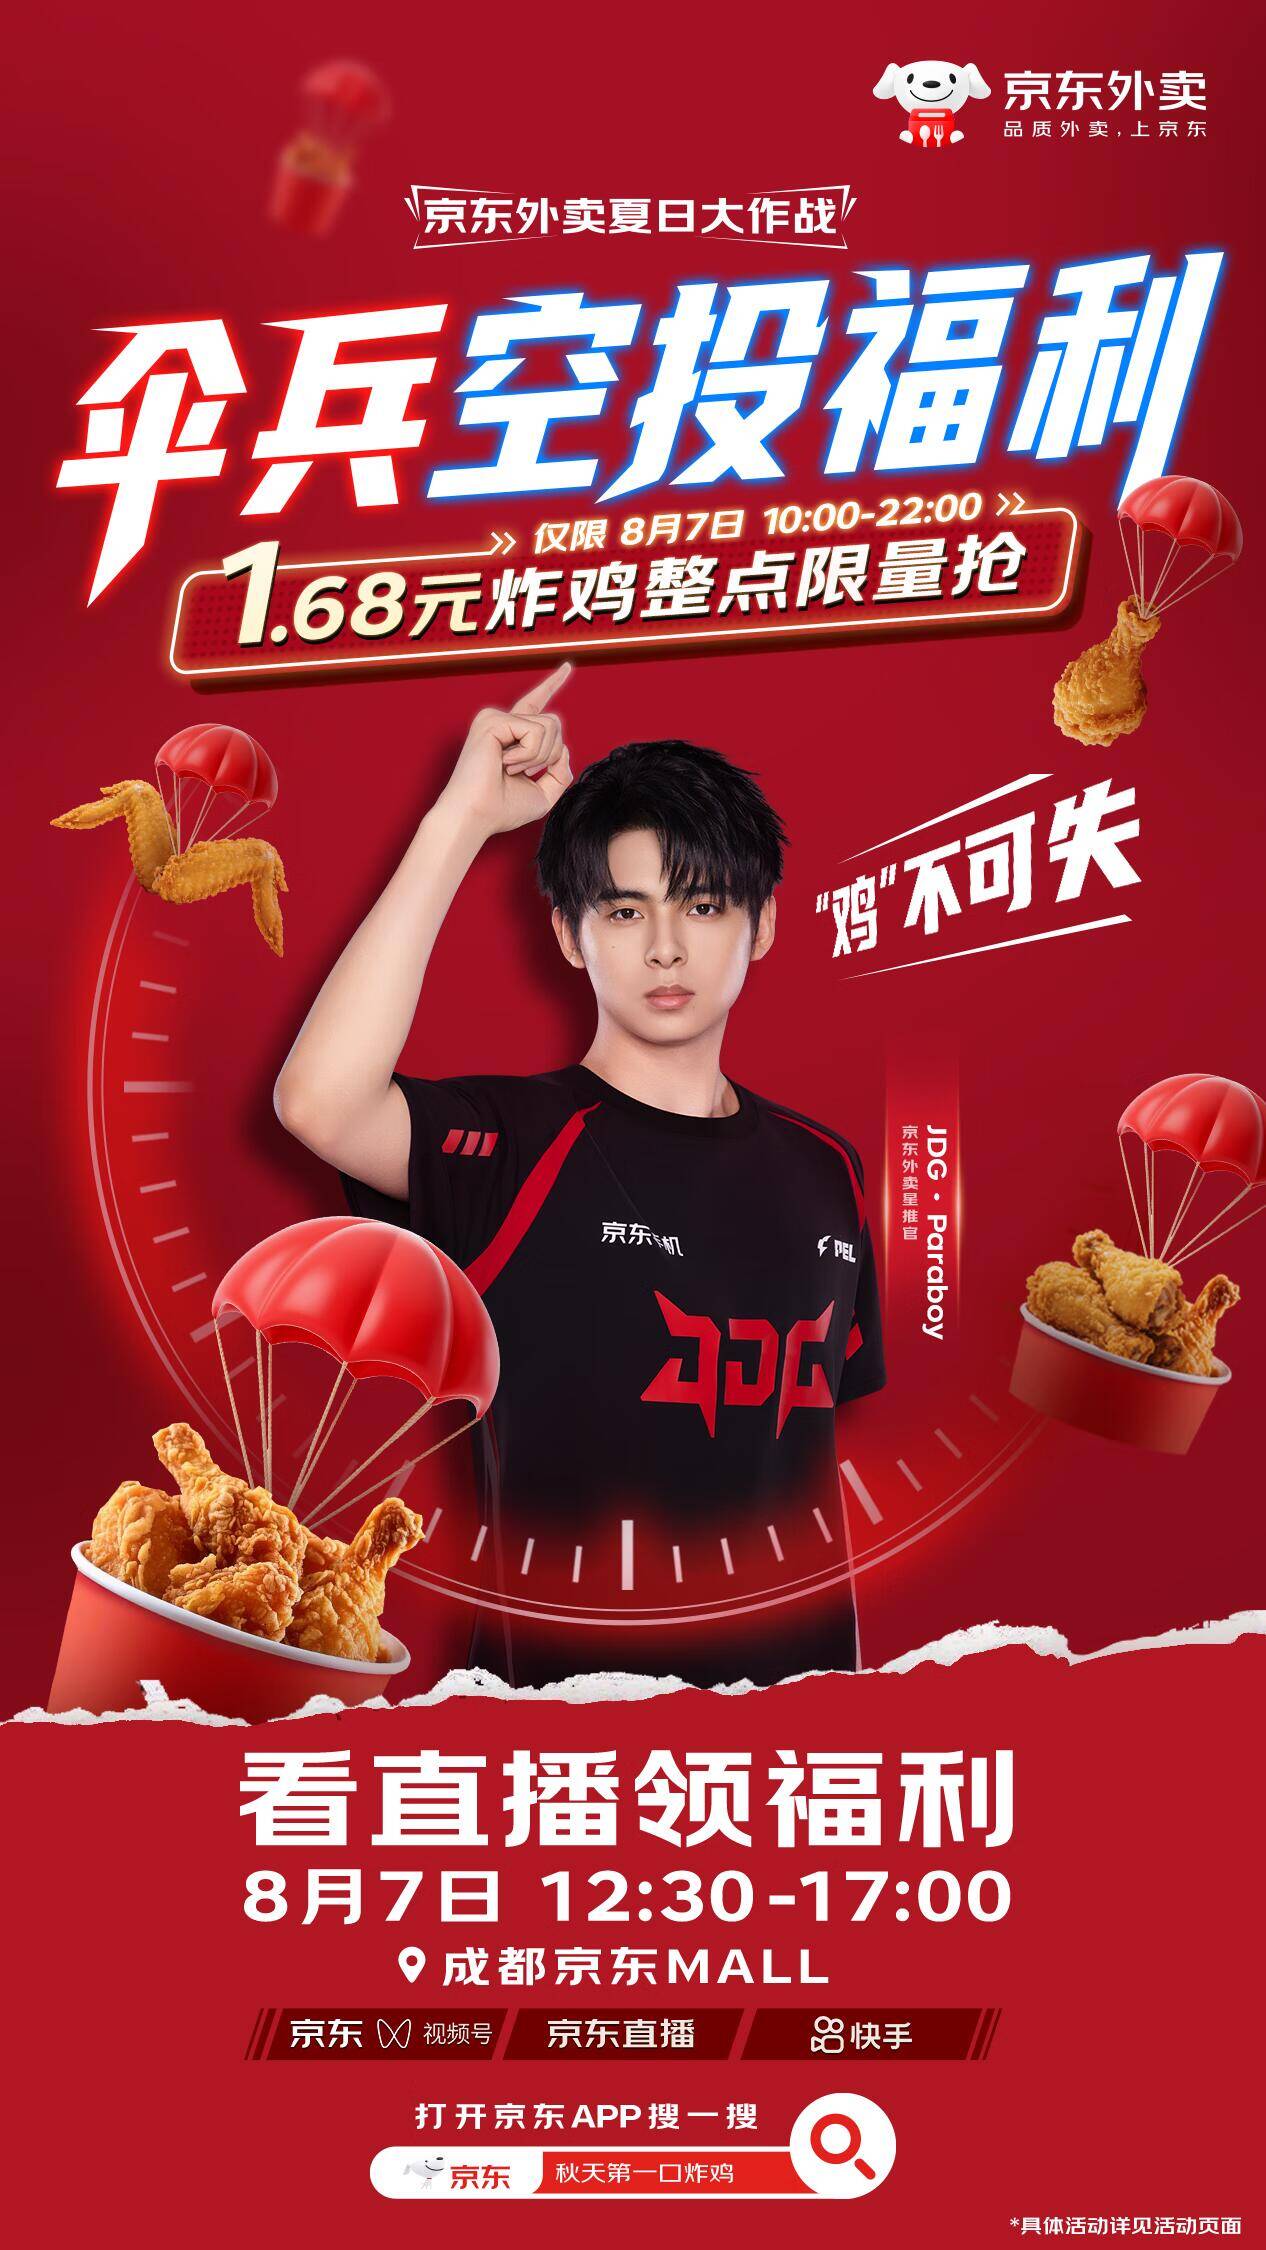 京东外卖
品质外卖,上京东
京东外卖夏日大作战
伞兵空投福利
仅限 8月7日 10:00-22:00
1.68元炸鸡整点限量抢
"鸡"不可失
JDG·Paraboy
京东外卖星推官
京东 机
PEL
JDG
看直播领福利
8月7日 12:30-17:00
成都京东MALL
京东 视频号 京东直播 快手
打开京东APP搜一搜
京东 秋天第一口炸鸡
*具体活动详见活动页面